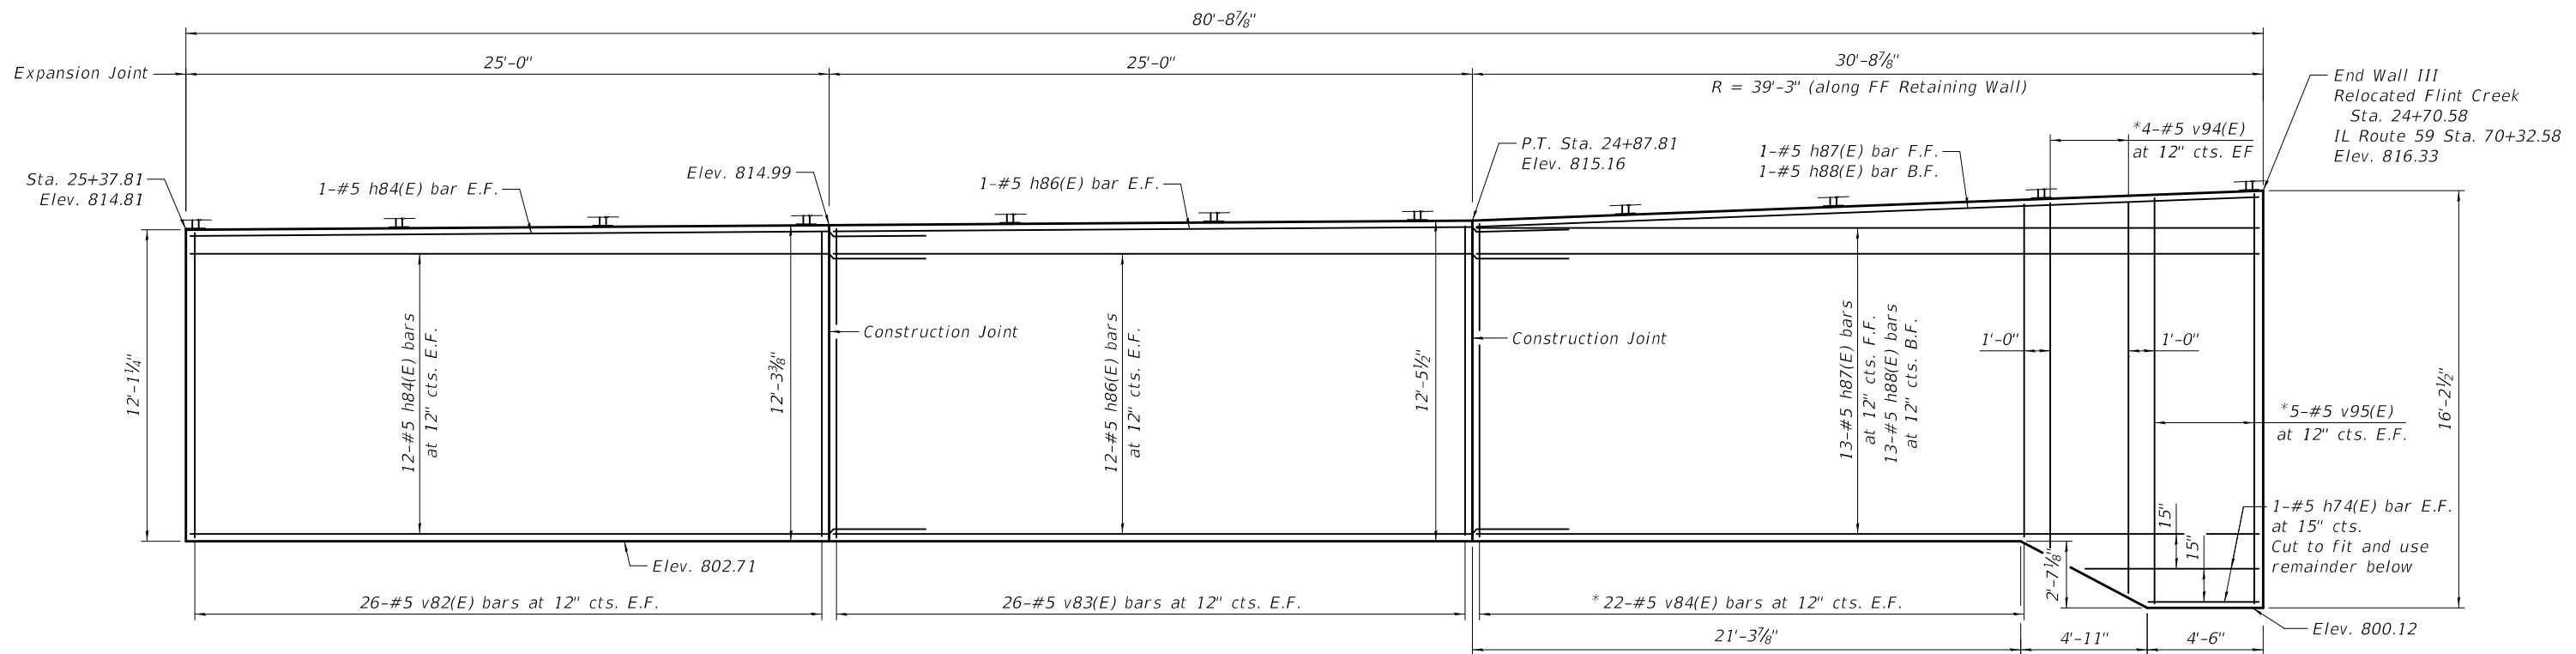 80'-8⅞"
Expansion Joint
25'-0"
25'-0"
30'-8⅞"
R = 39'-3" (along FF Retaining Wall)
End Wall III
Relocated Flint Creek
Sta. 24+70.58
IL Route 59 Sta. 70+32.58
Elev. 816.33
*4-#5 v94(E)
at 12" cts. EF
P.T. Sta. 24+87.81
Elev. 815.16
1-#5 h87(E) bar F.F.
1-#5 h88(E) bar B.F.
Sta. 25+37.81
Elev. 814.81
1-#5 h84(E) bar E.F.
Elev. 814.99
1-#5 h86(E) bar E.F.
12'-1¼"
12-#5 h84(E) bars
at 12" cts. E.F.
12'-3⅜"
Construction Joint
12-#5 h86(E) bars
at 12" cts. E.F.
12'-5½"
Construction Joint
13-#5 h87(E) bars
at 12" cts. F.F.
13-#5 h88(E) bars
at 12" cts. B.F.
1'-0"
1'-0"
*5-#5 v95(E)
at 12" cts. E.F.
16'-2½"
15"
15"
1-#5 h74(E) bar E.F.
at 15" cts.
Cut to fit and use
remainder below
Elev. 802.71
2'-7⅛"
26-#5 v82(E) bars at 12" cts. E.F.
26-#5 v83(E) bars at 12" cts. E.F.
*22-#5 v84(E) bars at 12" cts. E.F.
Elev. 800.12
21'-3⅞"
4'-11"
4'-6"